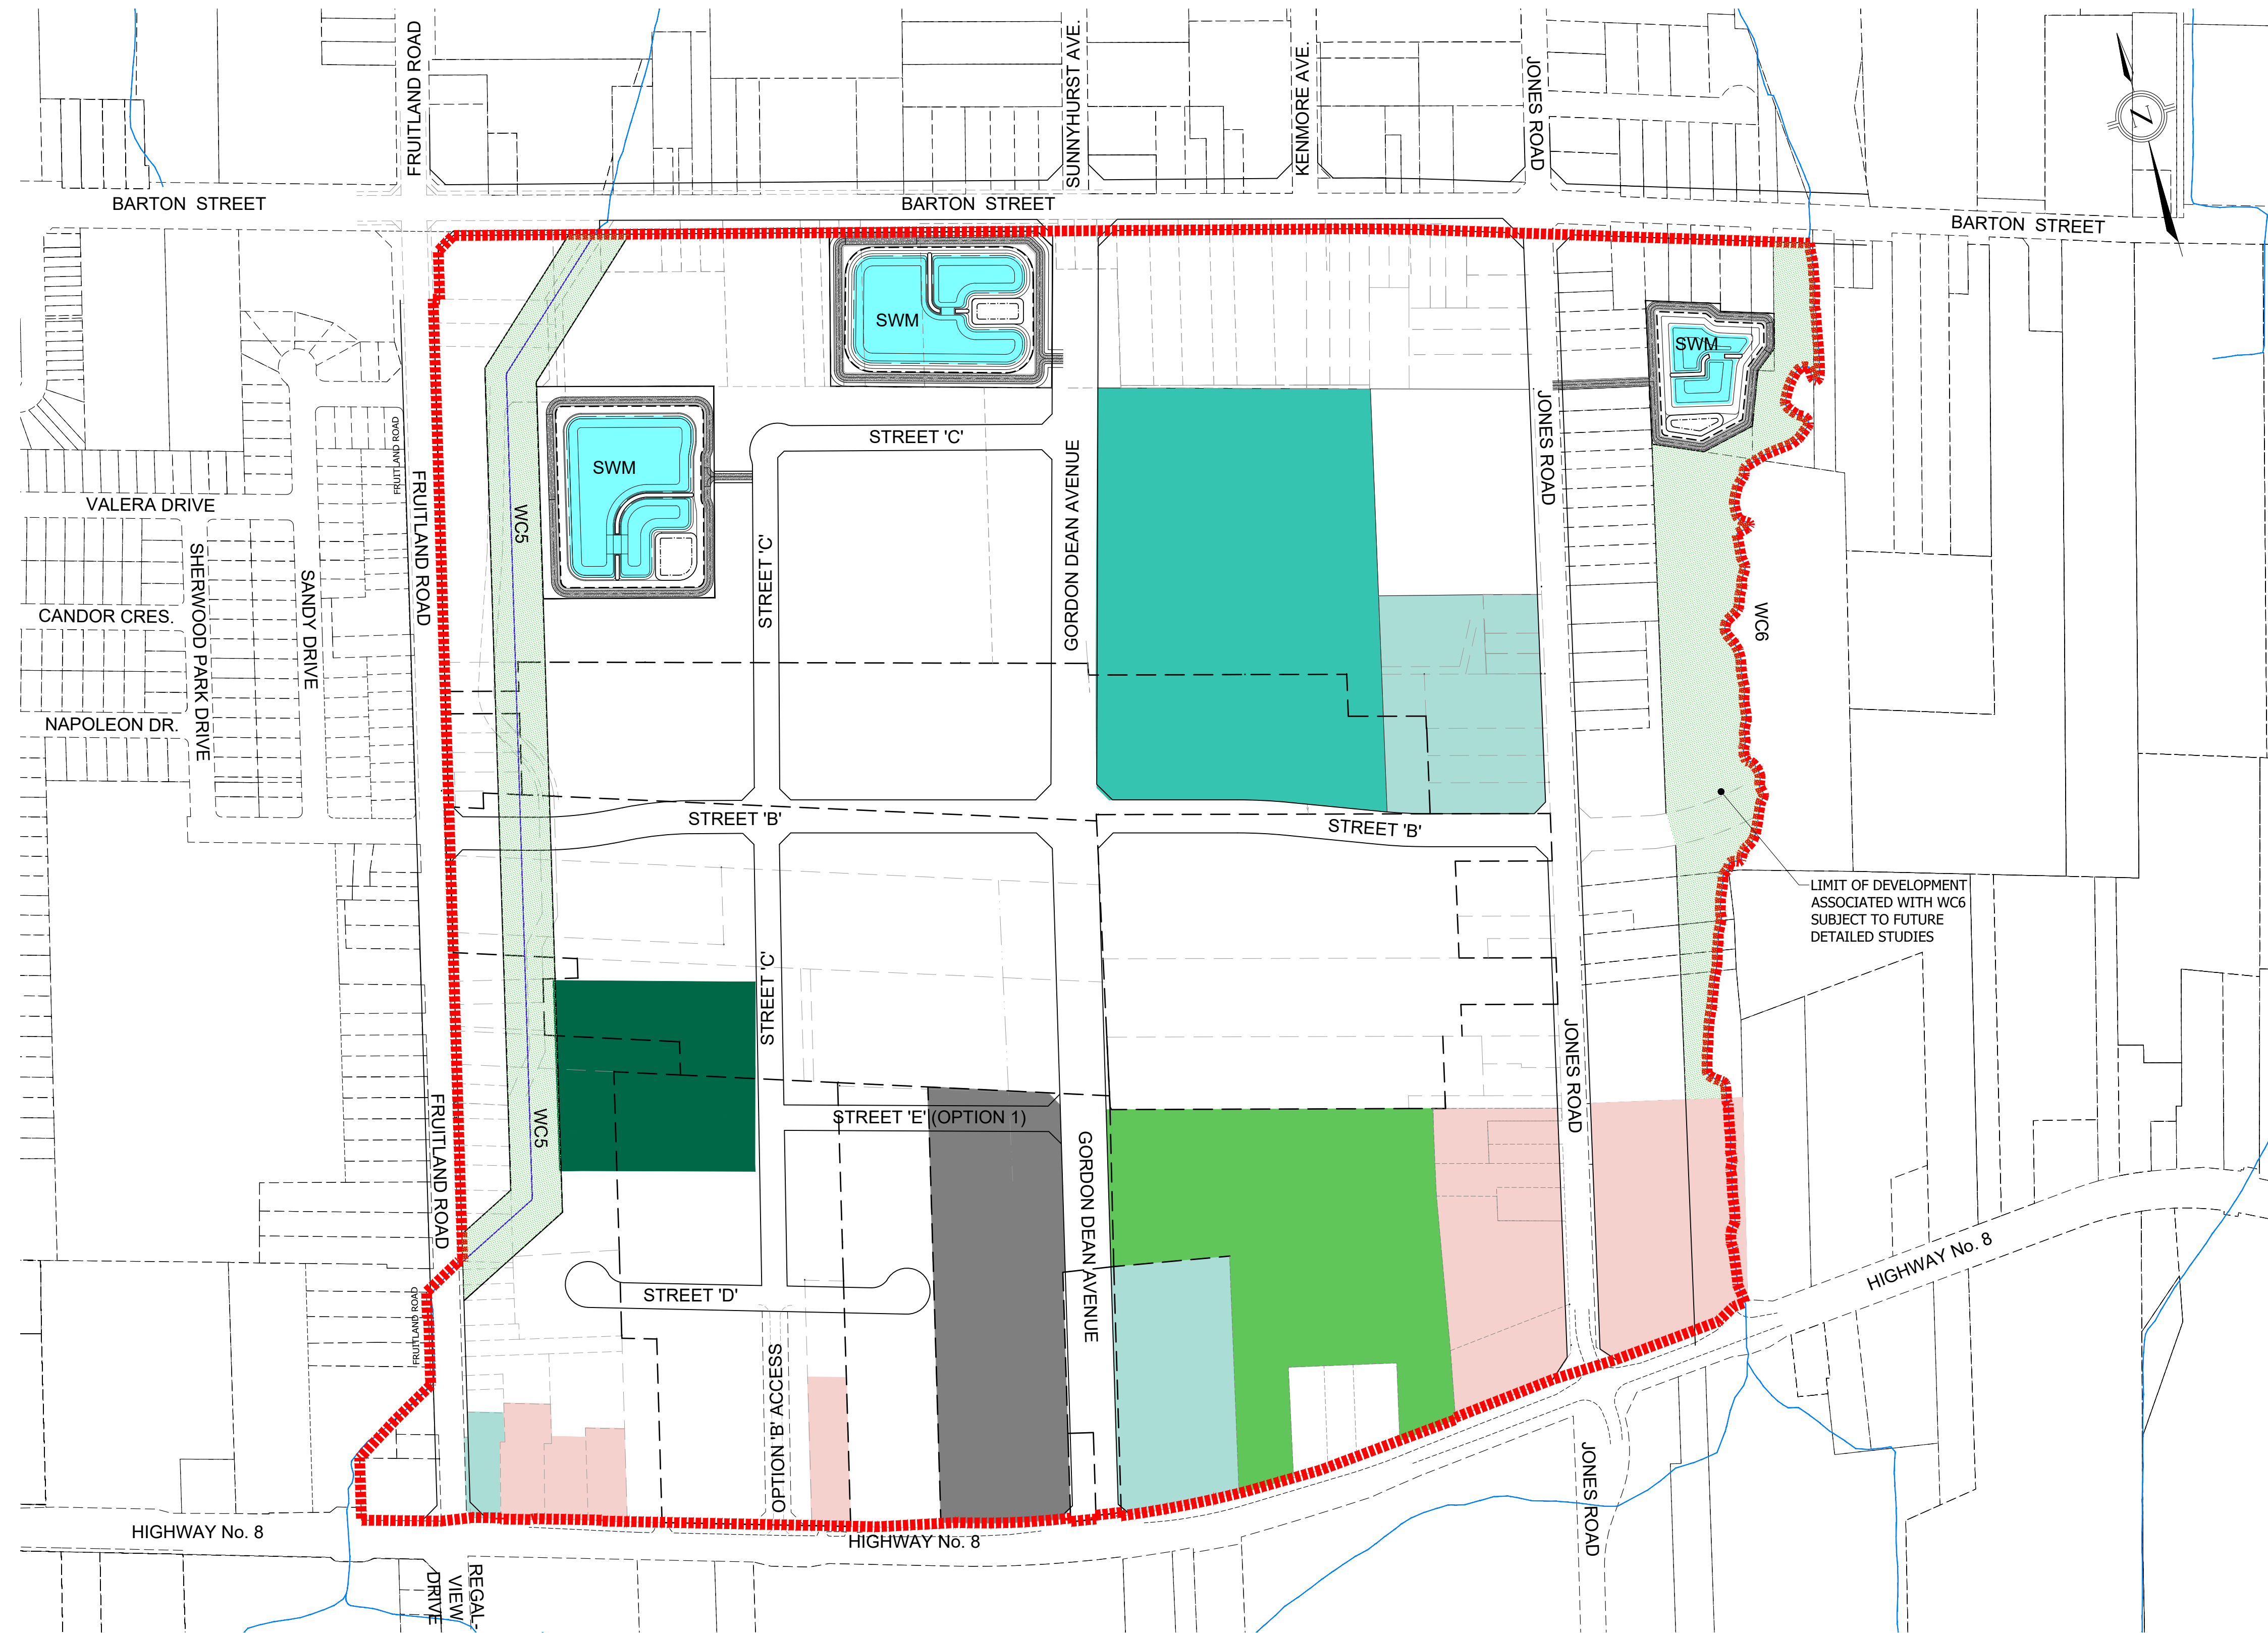 FRUITLAND ROAD
SUNNYHURST AVE.
KENMORE AVE.
JONES ROAD
N
BARTON STREET
BARTON STREET
BARTON STREET
SWM
SWM
SWM
STREET 'C'
FRUITLAND ROAD
FRUITLAND ROAD
GORDON DEAN AVENUE
JONES ROAD
VALERA DRIVE
WC5
SHERWOOD PARK DRIVE
SANDY DRIVE
STREET 'C'
CANDOR CRES.
WC6
NAPOLEON DR.
STREET 'B'
STREET 'B'
LIMIT OF DEVELOPMENT
ASSOCIATED WITH WC6
SUBJECT TO FUTURE
DETAILED STUDIES
STREET 'C'
JONES ROAD
FRUITLAND ROAD
WC5
STREET 'E' (OPTION 1)
GORDON DEAN AVENUE
HIGHWAY No. 8
STREET 'D'
FRUITLAND ROAD
OPTION 'B' ACCESS
JONES ROAD
HIGHWAY No. 8
HIGHWAY No. 8
REGAL-
VIEW
DRIVE